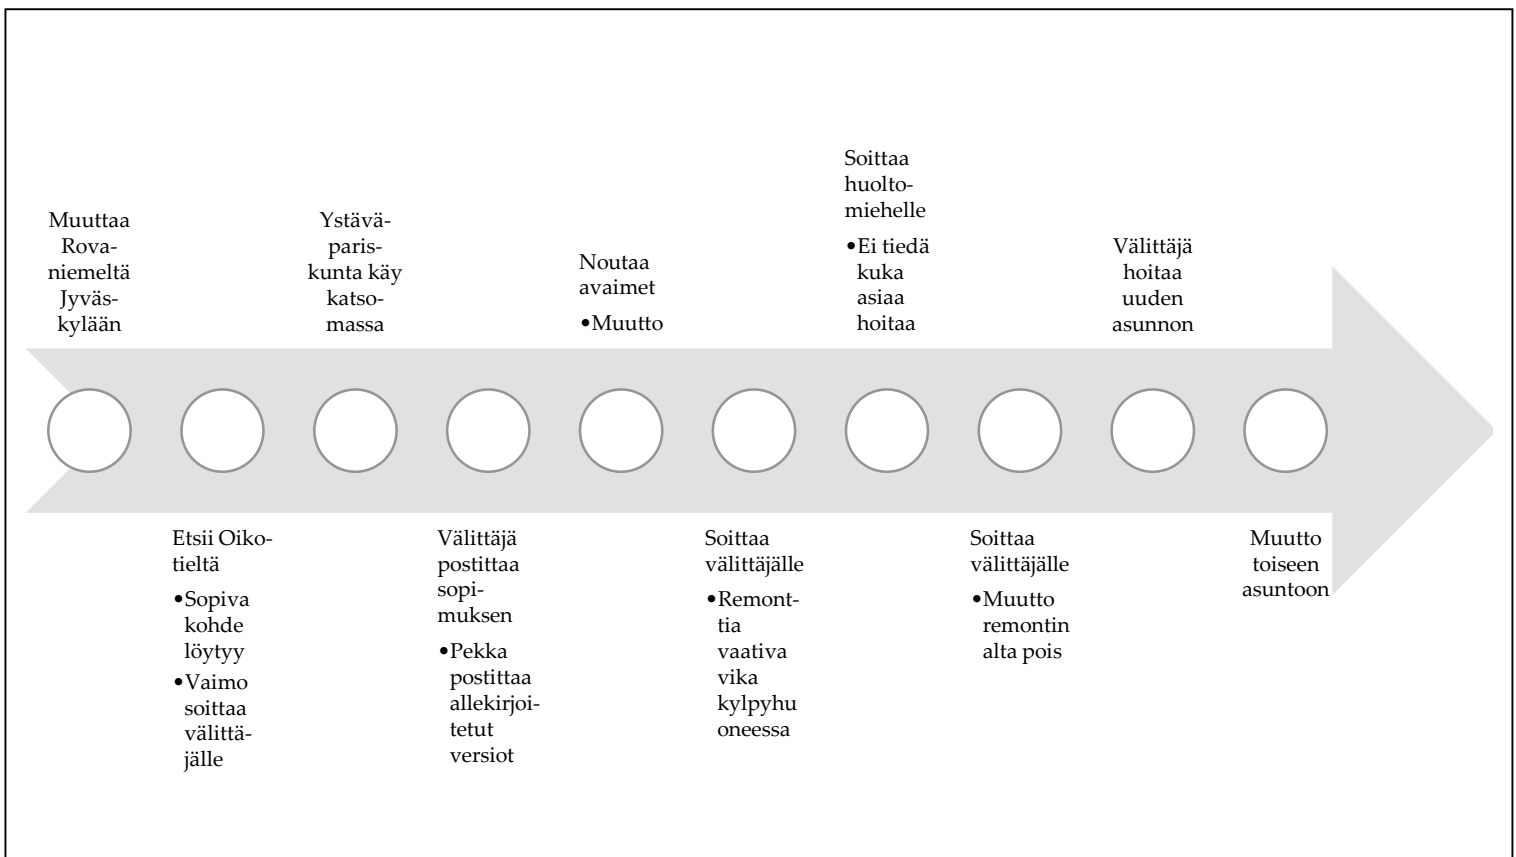 Muuttaa
Rova-
niemeltä
Jyväs-
kylään
Etsii Oiko-
tieltä
•Sopiva
kohde
löytyy
•Vaimo
soittaa
välittä-
jälle
Ystävä-
paris-
kunta käy
katso-
massa
Välittäjä
postittaa
sopi-
muksen
•Pekka
postittaa
allekirjoi-
tetut
versiot
Noutaa
avaimet
•Muutto
Soittaa
välittäjälle
•Remont-
tia
vaativa
vika
kylpyhu
oneessa
Soittaa
huolto-
miehelle
•Ei tiedä
kuka
asiaa
hoitaa
Soittaa
välittäjälle
•Muutto
remontin
alta pois
Välittäjä
hoitaa
uuden
asunnon
Muutto
toiseen
asuntoon